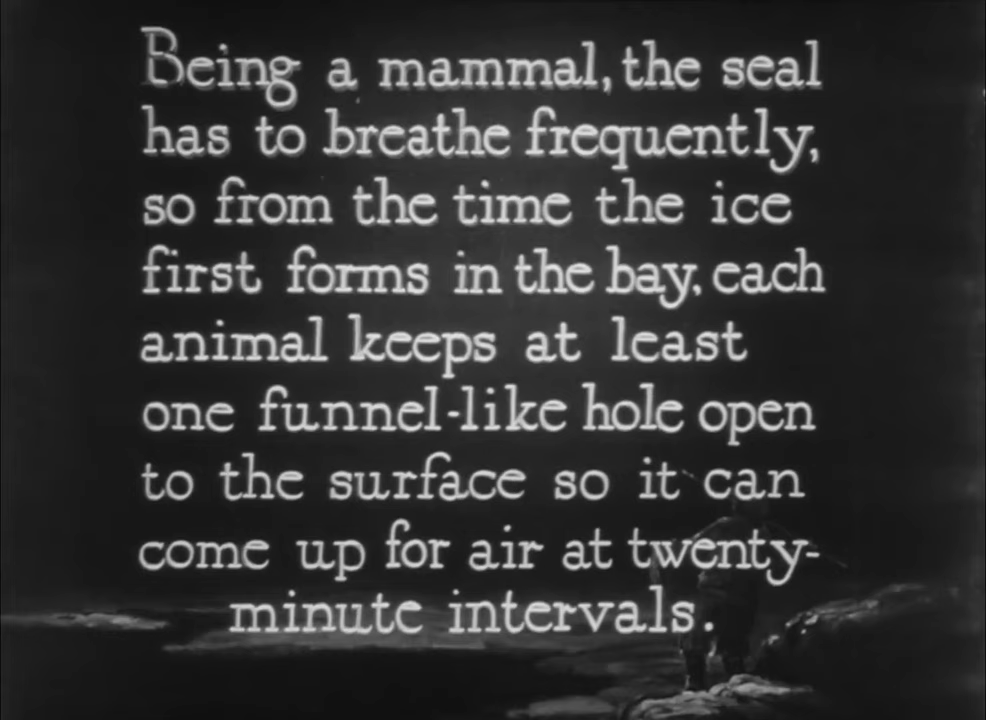 Being a mammal, the seal
has to breathe frequently,
so from the time the ice
first forms in the bay, each
animal keeps at least
one funnel-like hole open
to the surface so it can
come up for air at twenty-
minute intervals.